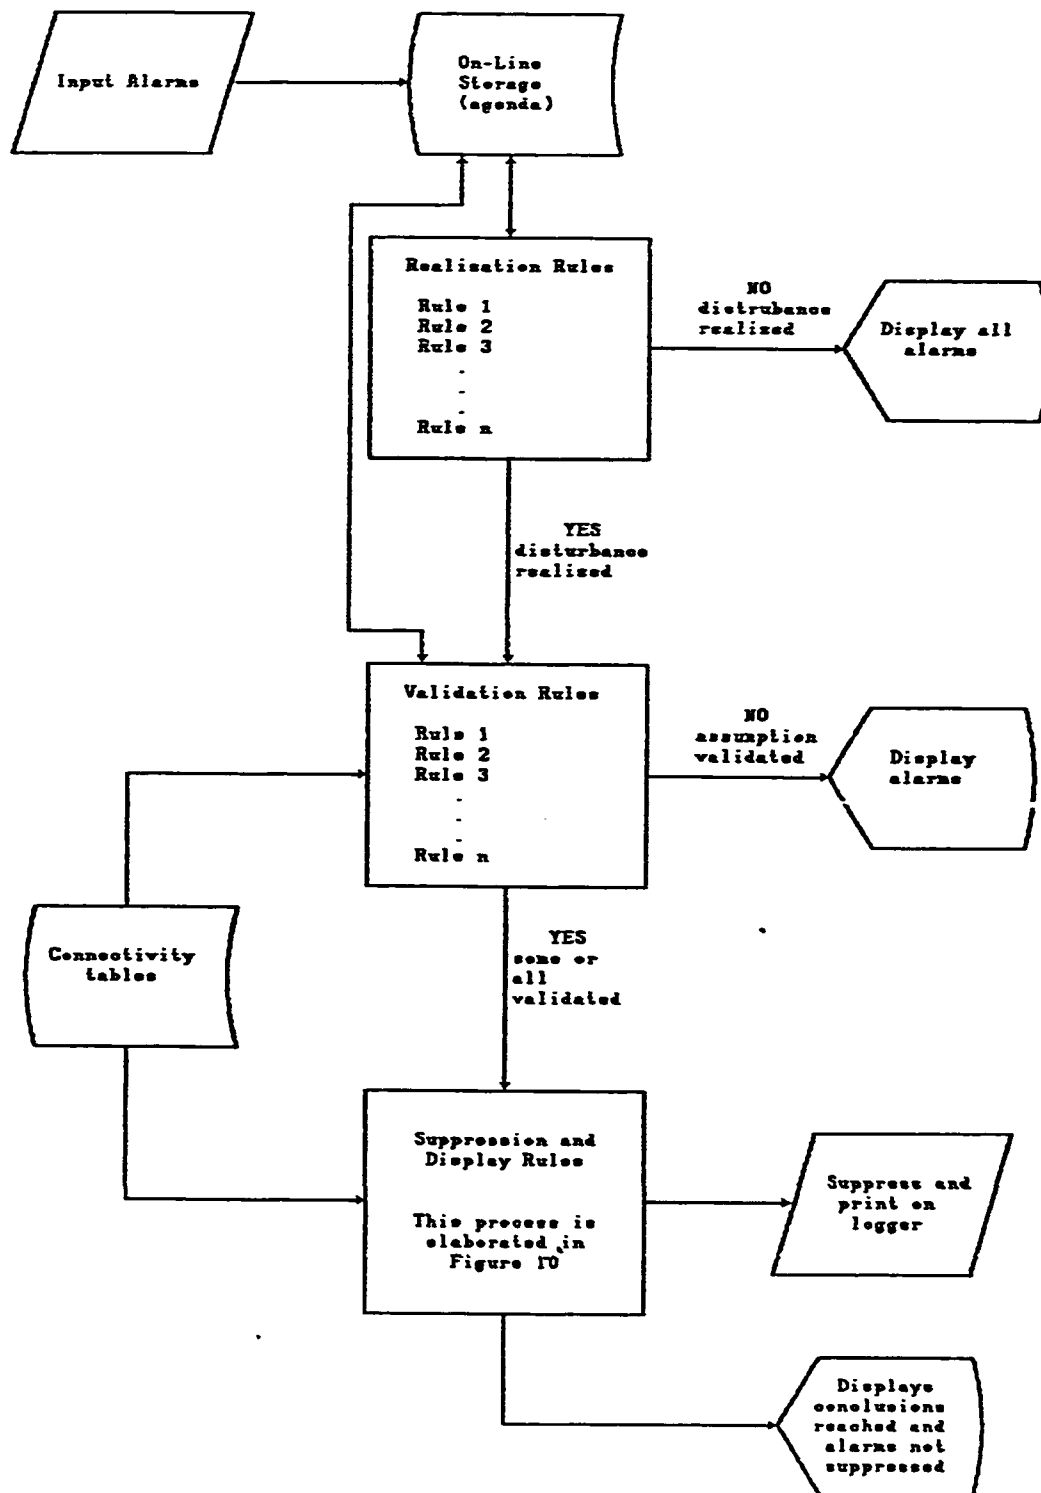 Input Alarms
On-Line
Storage
(agenda)
Realisation Rules
Rule 1
Rule 2
Rule 3
.
.
.
Rule n
NO
distrubance
realized
Display all
alarms
YES
disturbance
realized
Validation Rules
Rule 1
Rule 2
Rule 3
.
.
.
Rule n
NO
assumption
validated
Display
alarms
Connectivity
tables
YES
some or
all
validated
Suppression and
Display Rules
This process is
elaborated in
Figure 10
Suppress and
print on
logger
Displays
conclusions
reached and
alarms not
suppressed